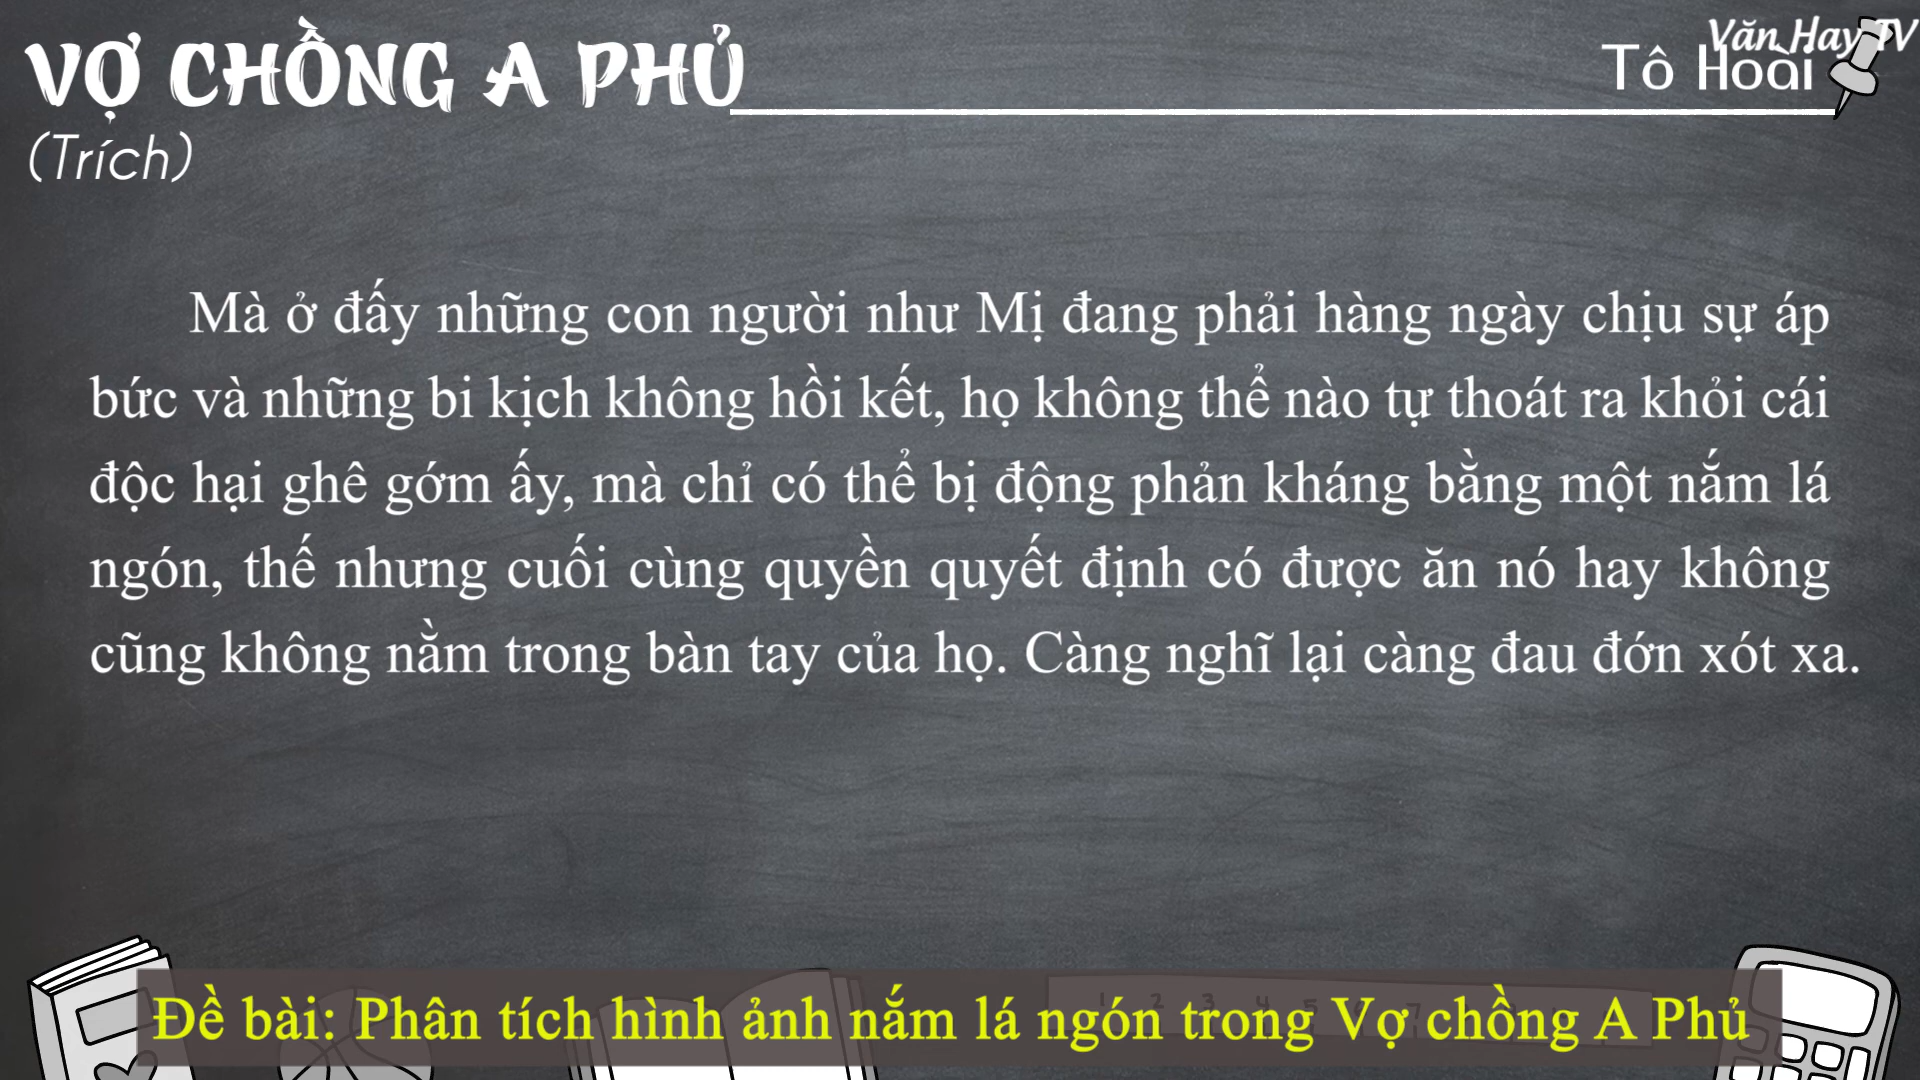 VỢ CHỒNG A PHỦ
Văn Hay TV
Tô Hoài
(Trích)
Mà ở đấy những con người như Mị đang phải hàng ngày chịu sự áp
bức và những bi kịch không hồi kết, họ không thể nào tự thoát ra khỏi cái
độc hại ghê gớm ấy, mà chỉ có thể bị động phản kháng bằng một nắm lá
ngón, thế nhưng cuối cùng quyền quyết định có được ăn nó hay không
cũng không nằm trong bàn tay của họ. Càng nghĩ lại càng đau đớn xót xa.
Đề bài: Phân tích hình ảnh nắm lá ngón trong Vợ chồng A Phủ